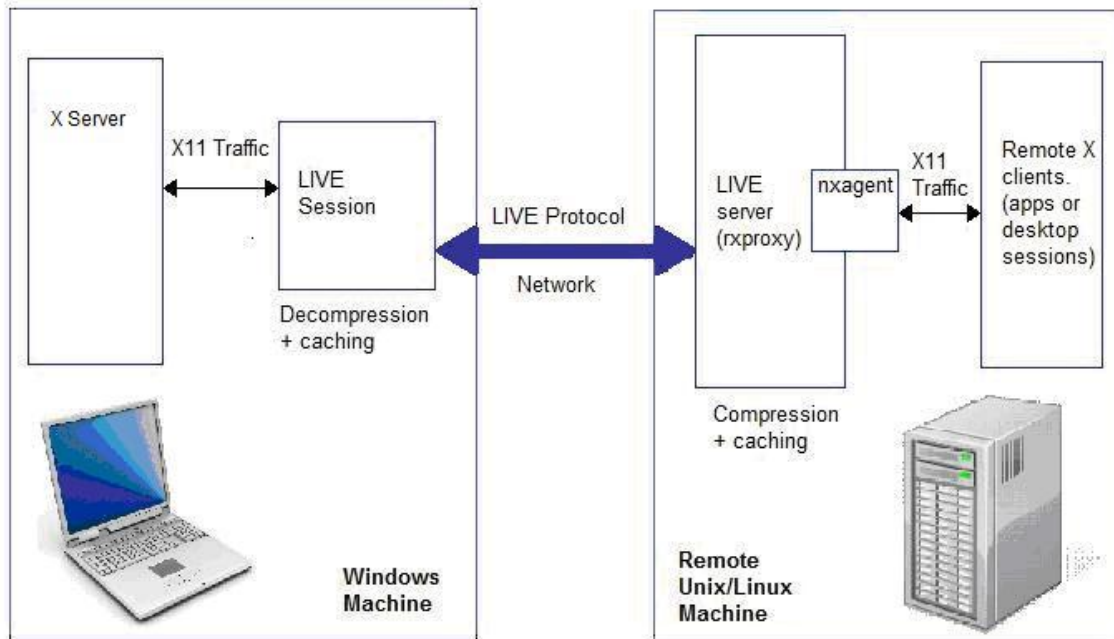 X Server
X11 Traffic
LIVE
Session
Decompression
+ caching
Windows
Machine
LIVE Protocol
Network
LIVE
server
(rxproxy)
nxagent
X11
Traffic
Remote X
clients.
(apps or
desktop
sessions)
Compression
+ caching
Remote
Unix/Linux
Machine